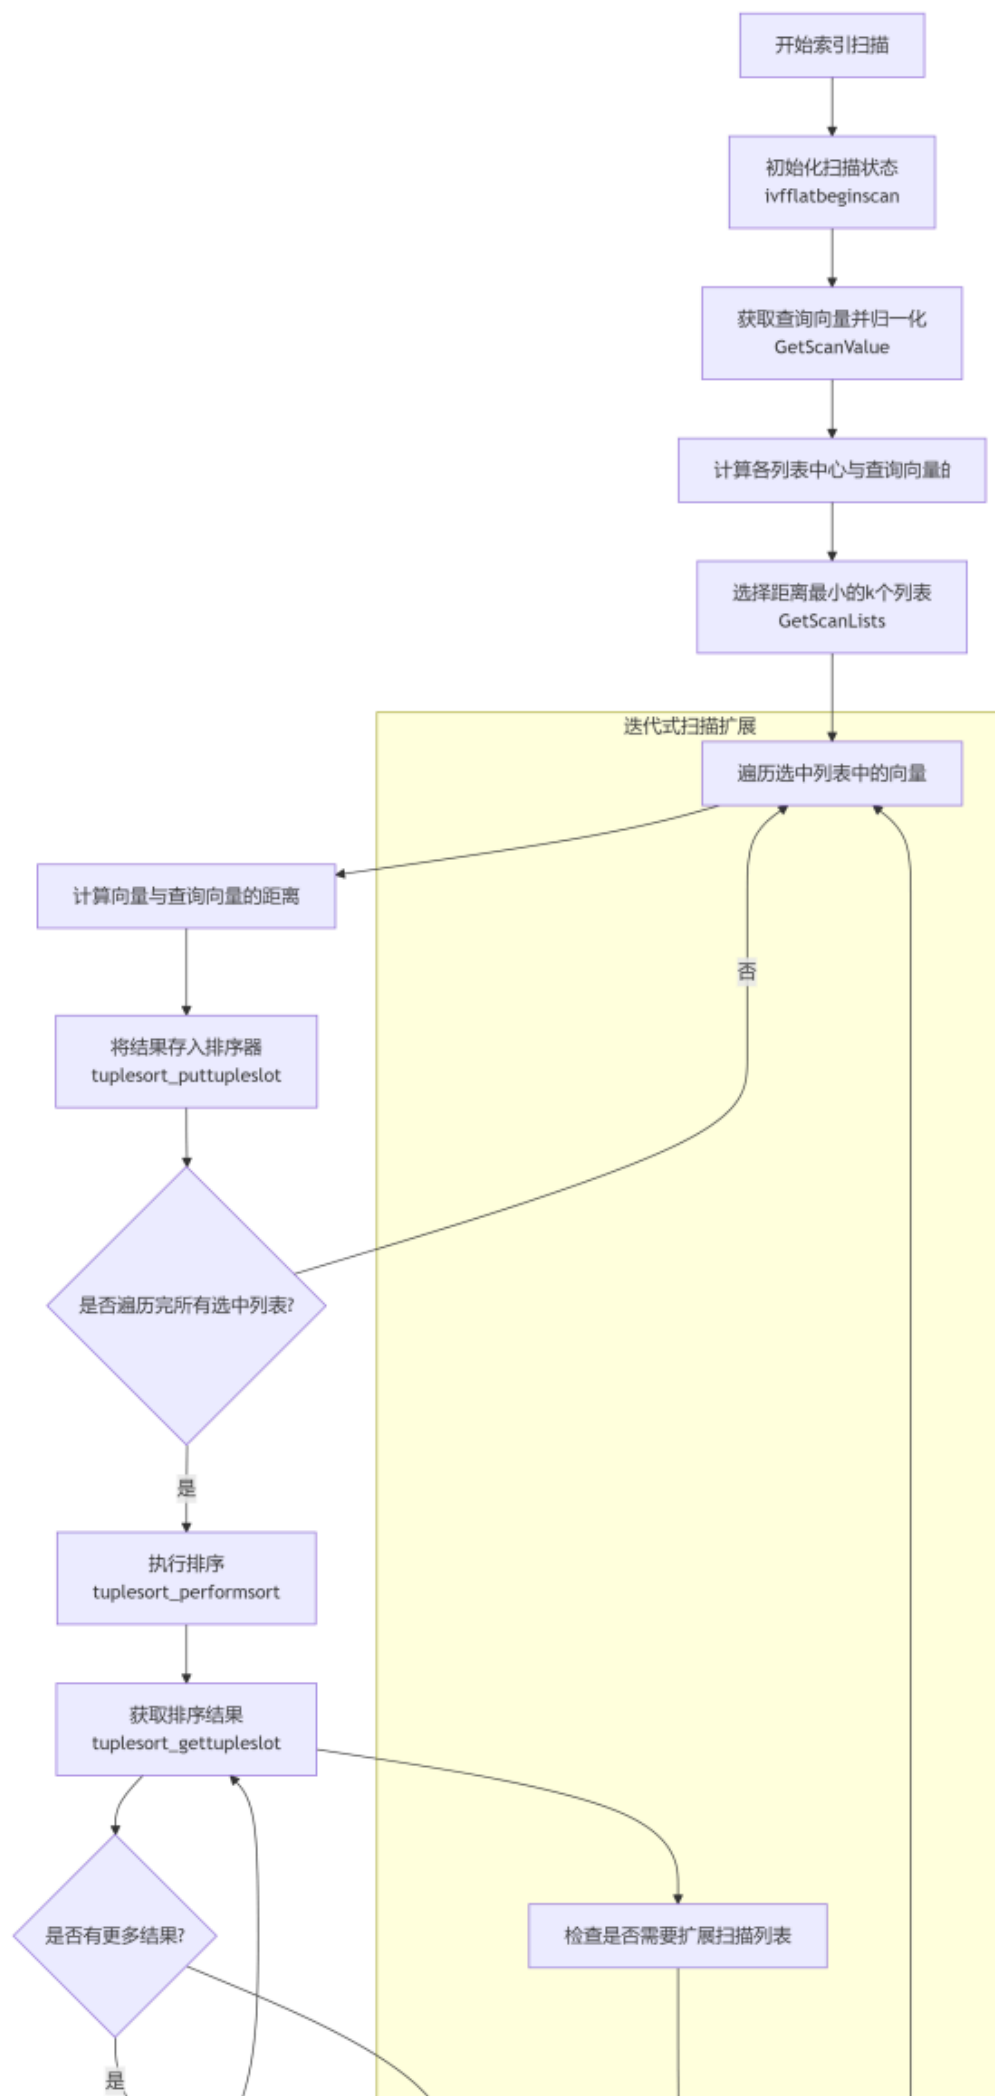 开始索引扫描
初始化扫描状态
ivfflatbeginscan
获取查询向量并归一化
GetScanValue
计算各列表中心与查询向量的
选择距离最小的k个列表
GetScanLists
迭代式扫描扩展
遍历选中列表中的向量
计算向量与查询向量的距离
否
将结果存入排序器
tuplesort_puttupleslot
是否遍历完所有选中列表?
是
执行排序
tuplesort_performsort
获取排序结果
tuplesort_gettupleslot
是否有更多结果?
检查是否需要扩展扫描列表
是